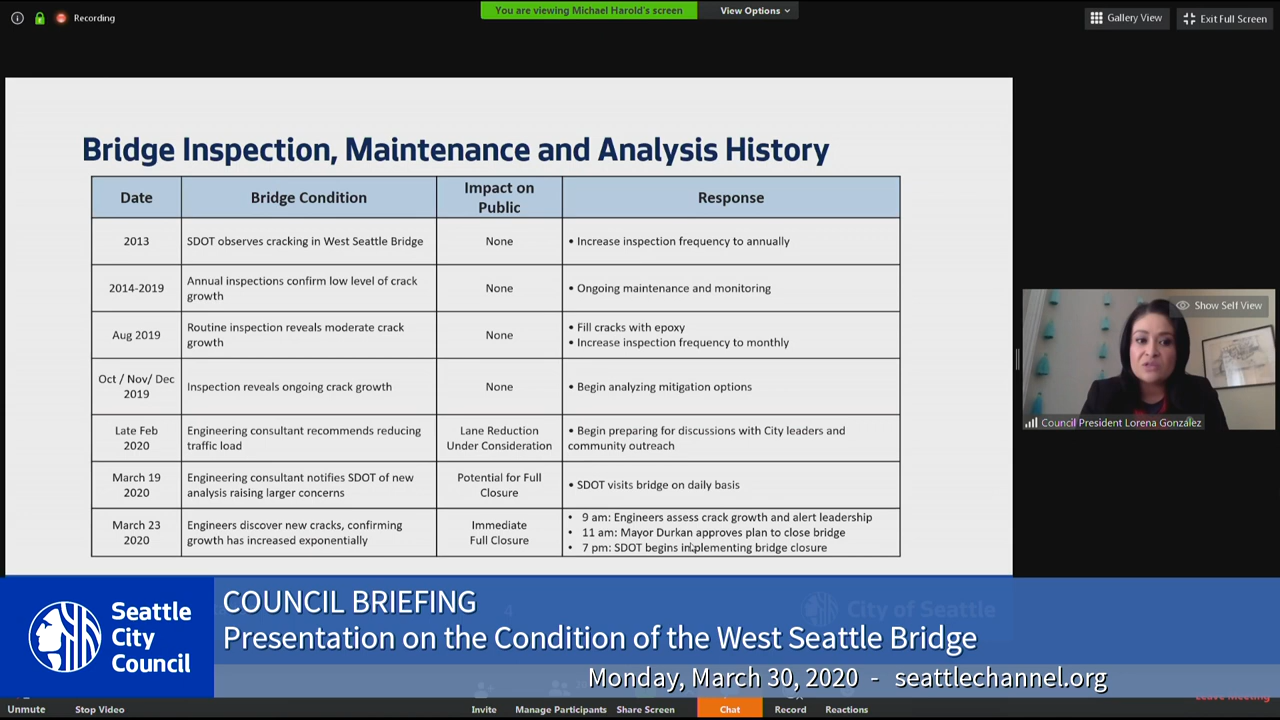 Recording
You are viewing Michael Harold's screen
View Options
Gallery View
Exit Full Screen
Bridge Inspection, Maintenance and Analysis History
Date
Bridge Condition
Impact on
Public
Response
2013
SDOT observes cracking in West Seattle Bridge
None
• Increase inspection frequency to annually
2014-2019
Annual inspections confirm low level of crack
growth
None
• Ongoing maintenance and monitoring
Aug 2019
Routine inspection reveals moderate crack
growth
None
• Fill cracks with epoxy
• Increase inspection frequency to monthly
Oct / Nov/ Dec
2019
Inspection reveals ongoing crack growth
None
• Begin analyzing mitigation options
Late Feb
2020
Engineering consultant recommends reducing
traffic load
Lane Reduction
Under Consideration
• Begin preparing for discussions with City leaders and
community outreach
March 19
2020
Engineering consultant notifies SDOT of new
analysis raising larger concerns
Potential for Full
Closure
• SDOT visits bridge on daily basis
March 23
2020
Engineers discover new cracks, confirming
growth has increased exponentially
Immediate
Full Closure
• 9 am: Engineers assess crack growth and alert leadership
• 11 am: Mayor Durkan approves plan to close bridge
• 7 pm: SDOT begins implementing bridge closure
Show Self View
Council President Lorena González
4
City of Seattle
Seattle
City
Council
COUNCIL BRIEFING
Presentation on the Condition of the West Seattle Bridge
Monday, March 30, 2020 - seattlechannel.org
Leave Meeting
Unmute
Stop Video
Invite
Manage Participants
Share Screen
Chat
Record
Reactions